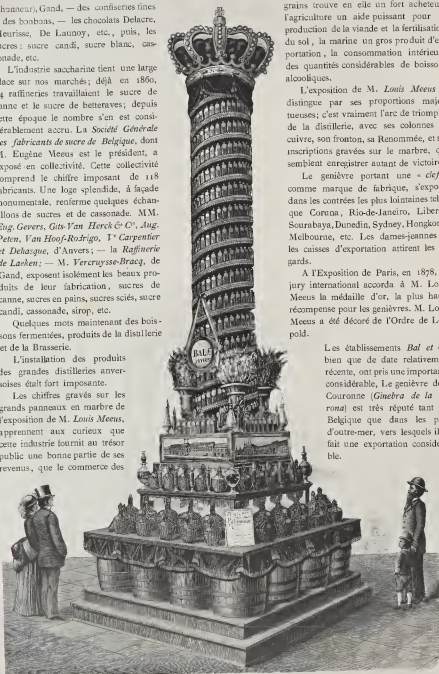 honneur), Gand, — des confiseries fines
des bonbons, — les chocolats Delacre,
Meurisse, De Launoy, etc., puis, les
sucres : sucre candi, sucre blanc, cas-
sonade, etc.
L'industrie saccharine tient une large
place sur nos marchés; déjà en 1860,
4 raffineries travaillaient le sucre de
canne et le sucre de betteraves; depuis
cette époque le nombre s'en est consi-
dérablement accru. La Société Générale
des fabricants de sucre de Belgique, dont
M. Eugène Meeus est le président, a
exposé en collectivité. Cette collectivité
comprend le chiffre imposant de 118
fabricants. Une loge splendide, à façade
monumentale, renferme quelques échan-
tillons de sucres et de cassonade. MM.
Eug. Gevers, Gits-Van Herck & Cº, Aug.
Peten, Van Hoof-Rodrigo, Vᵉ Carpentier
et Dehasque, d'Anvers; — la Raffinerie
de Laeken; — M. Vercruysse-Bracq, de
Gand, exposent isolément les beaux pro-
duits de leur fabrication, sucres de
canne, sucres en pains, sucres sciés, sucre
candi, cassonade, sirop, etc.
Quelques mots maintenant des bois-
sons fermentées, produits de la distillerie
et de la Brasserie.
L'installation des produits
des grandes distilleries anver-
soises était fort imposante.
Les chiffres gravés sur les
grands panneaux en marbre de
l'exposition de M. Louis Meeus,
apprennent aux curieux que
cette industrie fournit au trésor
public une bonne partie de ses
revenus, que le commerce des
grains trouve en elle un fort acheteur
l'agriculture un aide puissant pour
production de la viande et la fertilisation
du sol, la marine un gros produit d'ex-
portation, la consommation intérieure
des quantités considérables de boissons
alcooliques.
L'exposition de M. Louis Meeus
distingue par ses proportions majes-
tueuses; c'est vraiment l'arc de triomphe
de la distillerie, avec ses colonnes
cuivre, son fronton, sa Renommée, et
inscriptions gravées sur le marbre, qui
semblent enregistrer autant de victoires
Le genièvre portant une « clef
comme marque de fabrique, s'exporte
dans les contrées les plus lointaines telles
que Coruna, Rio-de-Janeiro, Liberia
Sourabaya, Dunedin, Sydney, Hongkong
Melbourne, etc. Les dames-jeannes
les caisses d'exportation attirent les
gards.
A l'Exposition de Paris, en 1878,
jury international accorda à M. Louis
Meeus la médaille d'or, la plus haute
récompense pour les genièvres. M. Louis
Meeus a été décoré de l'Ordre de Léo-
pold.
Les établissements Bal et
bien que de date relativement
récente, ont pris une importance
considérable, Le genièvre de
Couronne (Ginebra de la
rona) est très réputé tant
Belgique que dans les pays
d'outre-mer, vers lesquels il
fait une exportation considéra-
ble.
BAL